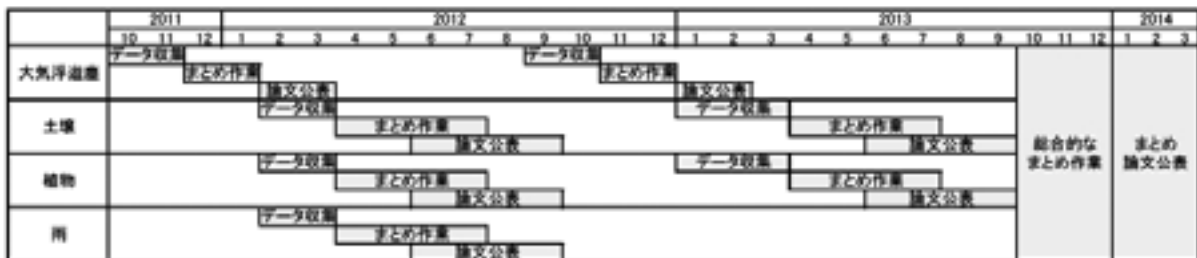 2011 2012 2013 2014
10 11 12 1 2 3 4 5 6 7 8 9 10 11 12 1 2 3 4 5 6 7 8 9 10 11 12 1 2 3
大気浮遊塵
データ収集 データ収集
まとめ作業 まとめ作業
論文公表 論文公表
土壌
データ収集 データ収集
まとめ作業 まとめ作業
論文公表 論文公表
植物
データ収集 データ収集
まとめ作業 まとめ作業
論文公表 論文公表
雨
データ収集
まとめ作業
論文公表
総合的な
まとめ作業
まとめ
論文公表